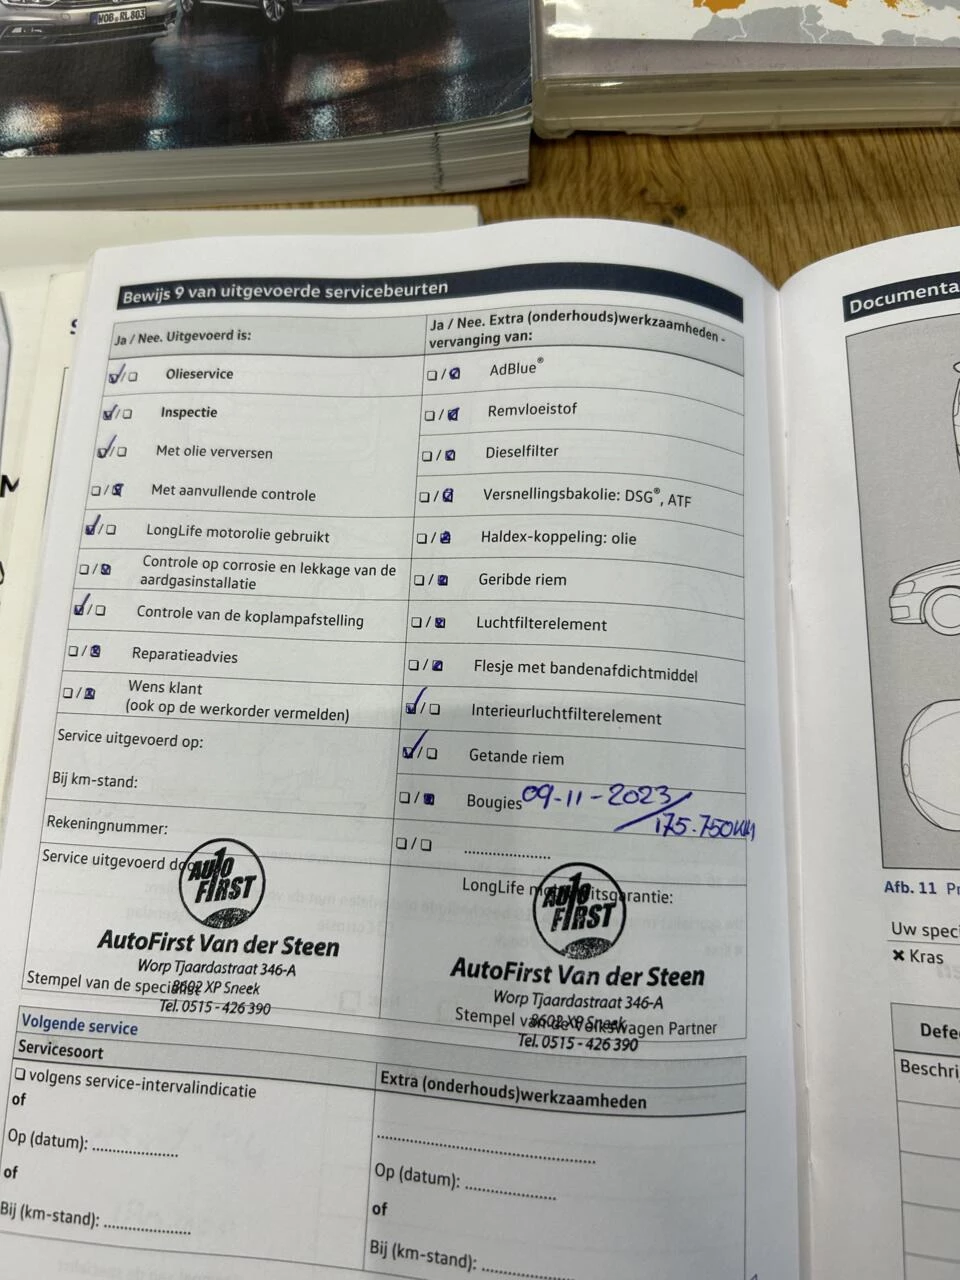 WOB RL 803
Bewijs 9 van uitgevoerde servicebeurten
Ja / Nee. Uitgevoerd is:
Olieservice
Inspectie
Met olie verversen
Met aanvullende controle
LongLife motorolie gebruikt
Controle op corrosie en lekkage van de
aardgasinstallatie
Controle van de koplampafstelling
Reparatieadvies
Wens klant
(ook op de werkorder vermelden)
Service uitgevoerd op:
Bij km-stand:
Rekeningnummer:
Service uitgevoerd doo
AUTO
FIRST
AutoFirst Van der Steen
Worp Tjaardastraat 346-A
Stempel van de specialist
8602 XP Sneek
Tel. 0515 - 426 390
Ja / Nee. Extra (onderhouds)werkzaamheden -
vervanging van:
AdBlue®
Remvloeistof
Dieselfilter
Versnellingsbakolie: DSG®, ATF
Haldex-koppeling: olie
Geribde riem
Luchtfilterelement
Flesje met bandenafdichtmiddel
Interieurluchtfilterelement
Getande riem
Bougies 09-11-2023/
175.750KM
LongLife itsgarantie:
AUTO
FIRST
AutoFirst Van der Steen
Worp Tjaardastraat 346-A
8602 XP Sneek
Stempel van de Volkswagen Partner
Tel. 0515 - 426 390
Volgende service
Servicesoort
volgens service-intervalindicatie
of
Op (datum): ....................
of
Bij (km-stand): ....................
Extra (onderhouds)werkzaamheden
Op (datum): ....................
of
Bij (km-stand): ....................
Documenta
Afb. 11 Pr
Uw speci
× Kras
Defe
Beschri